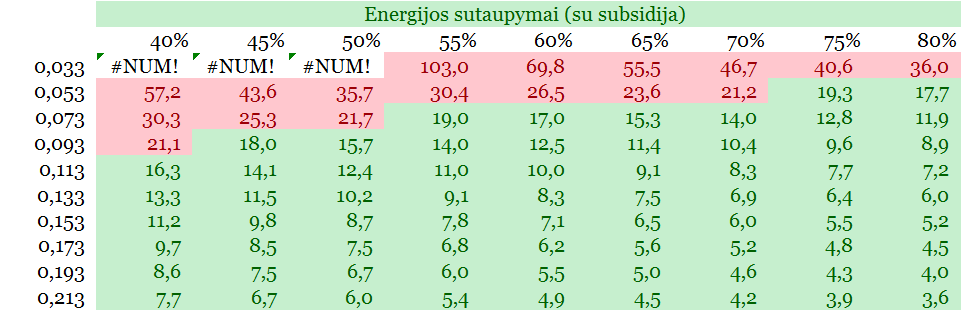 Energijos sutaupymai (su subsidija)
40% 45% 50% 55% 60% 65% 70% 75% 80%
0,033 #NUM! #NUM! #NUM! 103,0 69,8 55,5 46,7 40,6 36,0
0,053 57,2 43,6 35,7 30,4 26,5 23,6 21,2 19,3 17,7
0,073 30,3 25,3 21,7 19,0 17,0 15,3 14,0 12,8 11,9
0,093 21,1 18,0 15,7 14,0 12,5 11,4 10,4 9,6 8,9
0,113 16,3 14,1 12,4 11,0 10,0 9,1 8,3 7,7 7,2
0,133 13,3 11,5 10,2 9,1 8,3 7,5 6,9 6,4 6,0
0,153 11,2 9,8 8,7 7,8 7,1 6,5 6,0 5,5 5,2
0,173 9,7 8,5 7,5 6,8 6,2 5,6 5,2 4,8 4,5
0,193 8,6 7,5 6,7 6,0 5,5 5,0 4,6 4,3 4,0
0,213 7,7 6,7 6,0 5,4 4,9 4,5 4,2 3,9 3,6